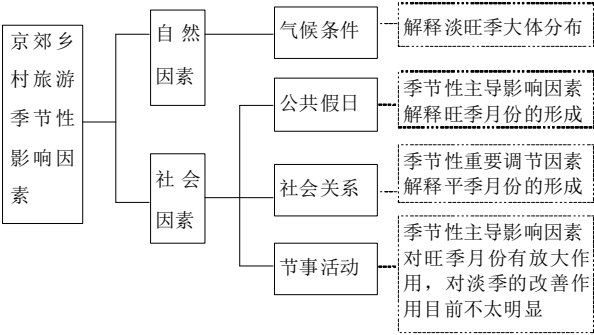 京郊乡
村旅游
季节性
影响因
素
自然
因素
社会
因素
气候条件
公共假日
社会关系
节事活动
解释淡旺季大体分布
季节性主导影响因素
解释旺季月份的形成
季节性重要调节因素
解释平季月份的形成
季节性主导影响因素
对旺季月份有放大作
用，对淡季的改善作
用目前不太明显